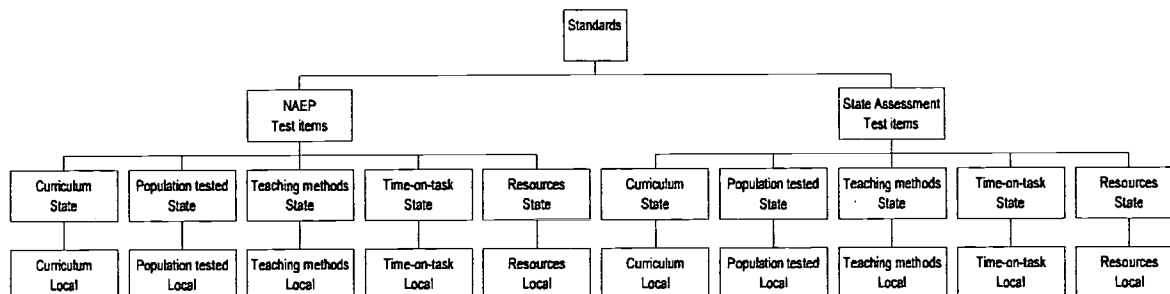 Standards
NAEP
Test items
State Assessment
Test items
Curriculum
State
Population tested
State
Teaching methods
State
Time-on-task
State
Resources
State
Curriculum
State
Population tested
State
Teaching methods
State
Time-on-task
State
Resources
State
Curriculum
Local
Population tested
Local
Teaching methods
Local
Time-on-task
Local
Resources
Local
Curriculum
Local
Population tested
Local
Teaching methods
Local
Time-on-task
Local
Resources
Local